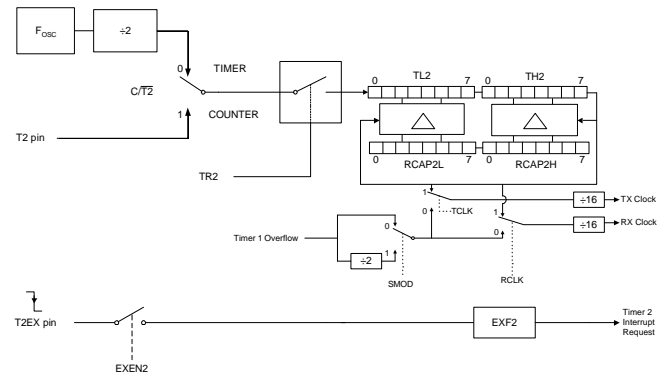 F_OSC
÷2
0
TIMER
C/T2
1
COUNTER
T2 pin
TR2
0 TL2 7
0 TH2 7
0 7
0 7
RCAP2L
RCAP2H
1
TCLK
0
÷16
TX Clock
1
÷16
RX Clock
0
Timer 1 Overflow
0
÷2
1
SMOD
RCLK
T2EX pin
EXEN2
EXF2
Timer 2
Interrupt
Request